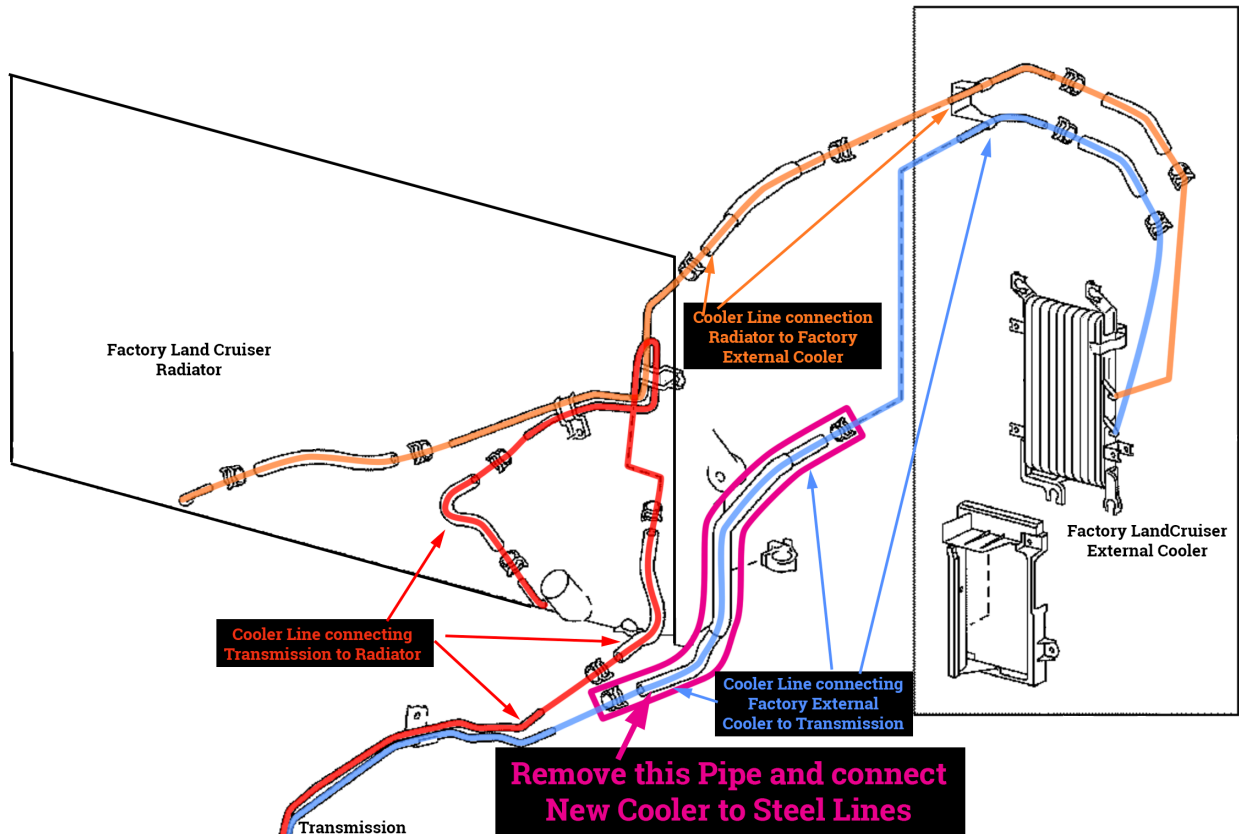 Factory Land Cruiser
Radiator
Cooler Line connection
Radiator to Factory
External Cooler
Factory LandCruiser
External Cooler
Cooler Line connecting
Transmission to Radiator
Cooler Line connecting
Factory External
Cooler to Transmission
Remove this Pipe and connect
New Cooler to Steel Lines
Transmission